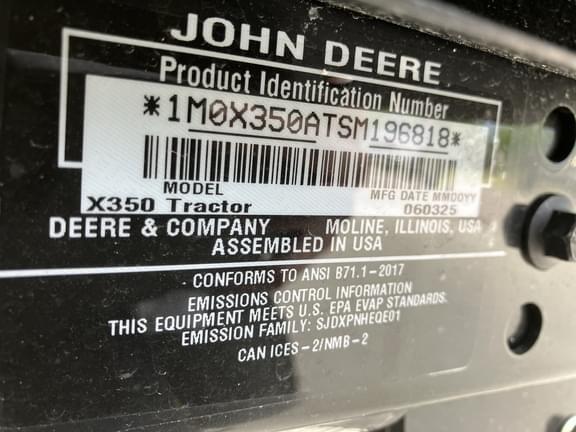 JOHN DEERE
Product Identification Number
*1M0X350ATSM196818*
MODEL MFG DATE MMDDYY
X350 Tractor 060325
DEERE & COMPANY MOLINE, ILLINOIS, USA
ASSEMBLED IN USA
CONFORMS TO ANSI B71.1-2017
EMISSIONS CONTROL INFORMATION
THIS EQUIPMENT MEETS U.S. EPA EVAP STANDARDS.
EMISSION FAMILY: SJDXPNHEQE01
CAN ICES-2/NMB-2